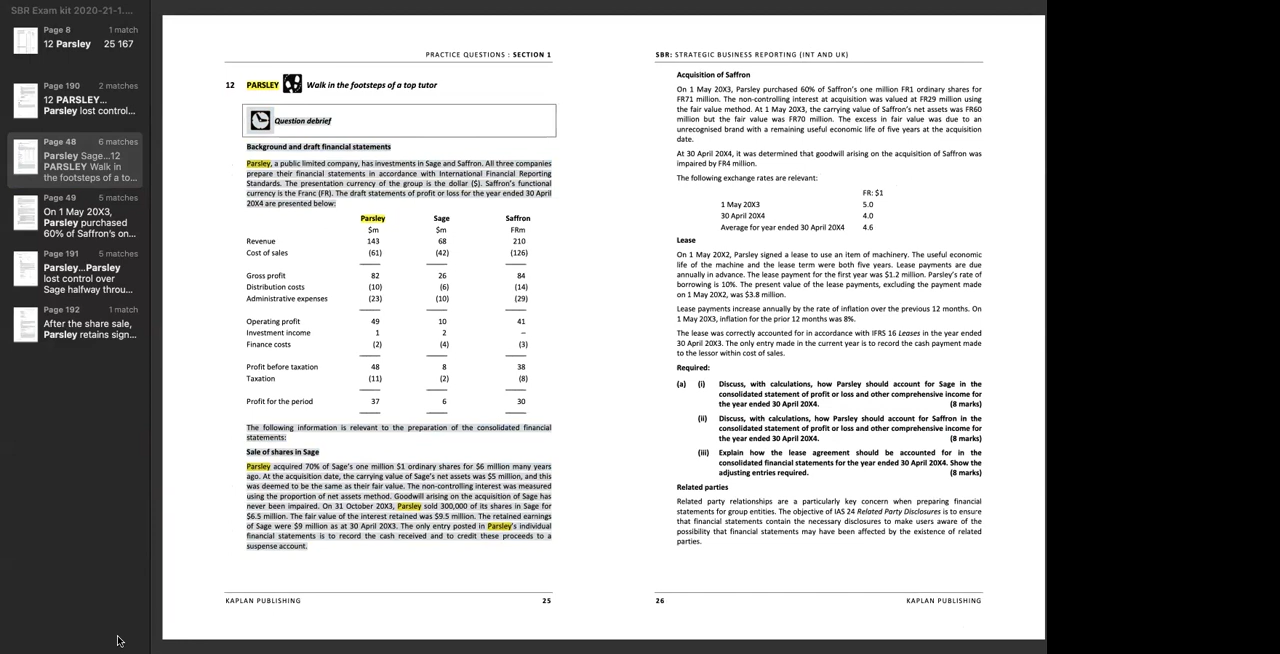 SBR Exam kit 2020-21-1....
Page 8 1 match
12 Parsley 25 167
Page 190 2 matches
12 PARSLEY...
Parsley lost control...
Page 48 6 matches
Parsley Sage...12
PARSLEY Walk in
the footsteps of a to...
Page 49 5 matches
On 1 May 20X3,
Parsley purchased
60% of Saffron's on...
Page 191 5 matches
Parsley...Parsley
lost control over
Sage halfway throu...
Page 192 1 match
After the share sale,
Parsley retains sign...
PRACTICE QUESTIONS : SECTION 1
12 PARSLEY Walk in the footsteps of a top tutor
Question debrief
Background and draft financial statements
Parsley, a public limited company, has investments in Sage and Saffron. All three companies
prepare their financial statements in accordance with International Financial Reporting
Standards. The presentation currency of the group is the dollar ($). Saffron's functional
currency is the Franc (FR). The draft statements of profit or loss for the year ended 30 April
20X4 are presented below:
Parsley Sage Saffron
$m $m FRm
Revenue 143 68 210
Cost of sales (61) (42) (126)
Gross profit 82 26 84
Distribution costs (10) (6) (14)
Administrative expenses (23) (10) (29)
Operating profit 49 10 41
Investment income 1 2 –
Finance costs (2) (4) (3)
Profit before taxation 48 8 38
Taxation (11) (2) (8)
Profit for the period 37 6 30
The following information is relevant to the preparation of the consolidated financial
statements:
Sale of shares in Sage
Parsley acquired 70% of Sage's one million $1 ordinary shares for $6 million many years
ago. At the acquisition date, the carrying value of Sage's net assets was $5 million, and this
was deemed to be the same as their fair value. The non-controlling interest was measured
using the proportion of net assets method. Goodwill arising on the acquisition of Sage has
never been impaired. On 31 October 20X3, Parsley sold 300,000 of its shares in Sage for
$6.5 million. The fair value of the interest retained was $9.5 million. The retained earnings
of Sage were $9 million as at 30 April 20X3. The only entry posted in Parsley's individual
financial statements is to record the cash received and to credit these proceeds to a
suspense account.
KAPLAN PUBLISHING 25
SBR: STRATEGIC BUSINESS REPORTING (INT AND UK)
Acquisition of Saffron
On 1 May 20X3, Parsley purchased 60% of Saffron's one million FR1 ordinary shares for
FR71 million. The non-controlling interest at acquisition was valued at FR29 million using
the fair value method. At 1 May 20X3, the carrying value of Saffron's net assets was FR60
million but the fair value was FR70 million. The excess in fair value was due to an
unrecognised brand with a remaining useful economic life of five years at the acquisition
date.
At 30 April 20X4, it was determined that goodwill arising on the acquisition of Saffron was
impaired by FR4 million.
The following exchange rates are relevant:
FR: $1
1 May 20X3 5.0
30 April 20X4 4.0
Average for year ended 30 April 20X4 4.6
Lease
On 1 May 20X2, Parsley signed a lease to use an item of machinery. The useful economic
life of the machine and the lease term were both five years. Lease payments are due
annually in advance. The lease payment for the first year was $1.2 million. Parsley's rate of
borrowing is 10%. The present value of the lease payments, excluding the payment made
on 1 May 20X2, was $3.8 million.
Lease payments increase annually by the rate of inflation over the previous 12 months. On
1 May 20X3, inflation for the prior 12 months was 8%.
The lease was correctly accounted for in accordance with IFRS 16 Leases in the year ended
30 April 20X3. The only entry made in the current year is to record the cash payment made
to the lessor within cost of sales.
Required:
(a) (i) Discuss, with calculations, how Parsley should account for Sage in the
consolidated statement of profit or loss and other comprehensive income for
the year ended 30 April 20X4. (8 marks)
(ii) Discuss, with calculations, how Parsley should account for Saffron in the
consolidated statement of profit or loss and other comprehensive income for
the year ended 30 April 20X4. (8 marks)
(iii) Explain how the lease agreement should be accounted for in the
consolidated financial statements for the year ended 30 April 20X4. Show the
adjusting entries required. (8 marks)
Related parties
Related party relationships are a particularly key concern when preparing financial
statements for group entities. The objective of IAS 24 Related Party Disclosures is to ensure
that financial statements contain the necessary disclosures to make users aware of the
possibility that financial statements may have been affected by the existence of related
parties.
26 KAPLAN PUBLISHING